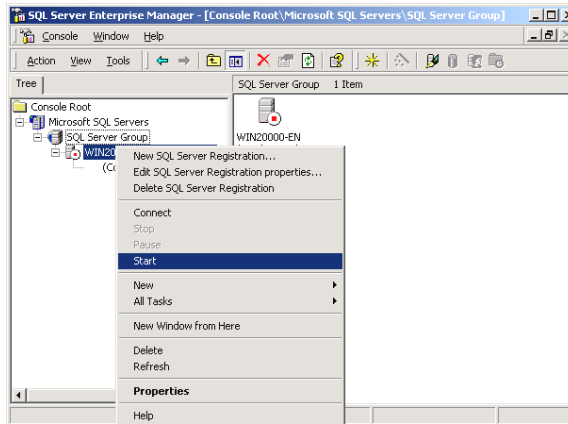 SQL Server Enterprise Manager - [Console Root\Microsoft SQL Servers\SQL Server Group]
Console Window Help
Action View Tools
Tree
SQL Server Group 1 Item
Console Root
Microsoft SQL Servers
SQL Server Group
WIN20000-EN
New SQL Server Registration...
Edit SQL Server Registration properties...
Delete SQL Server Registration
Connect
Stop
Pause
Start
New
All Tasks
New Window from Here
Delete
Refresh
Properties
Help